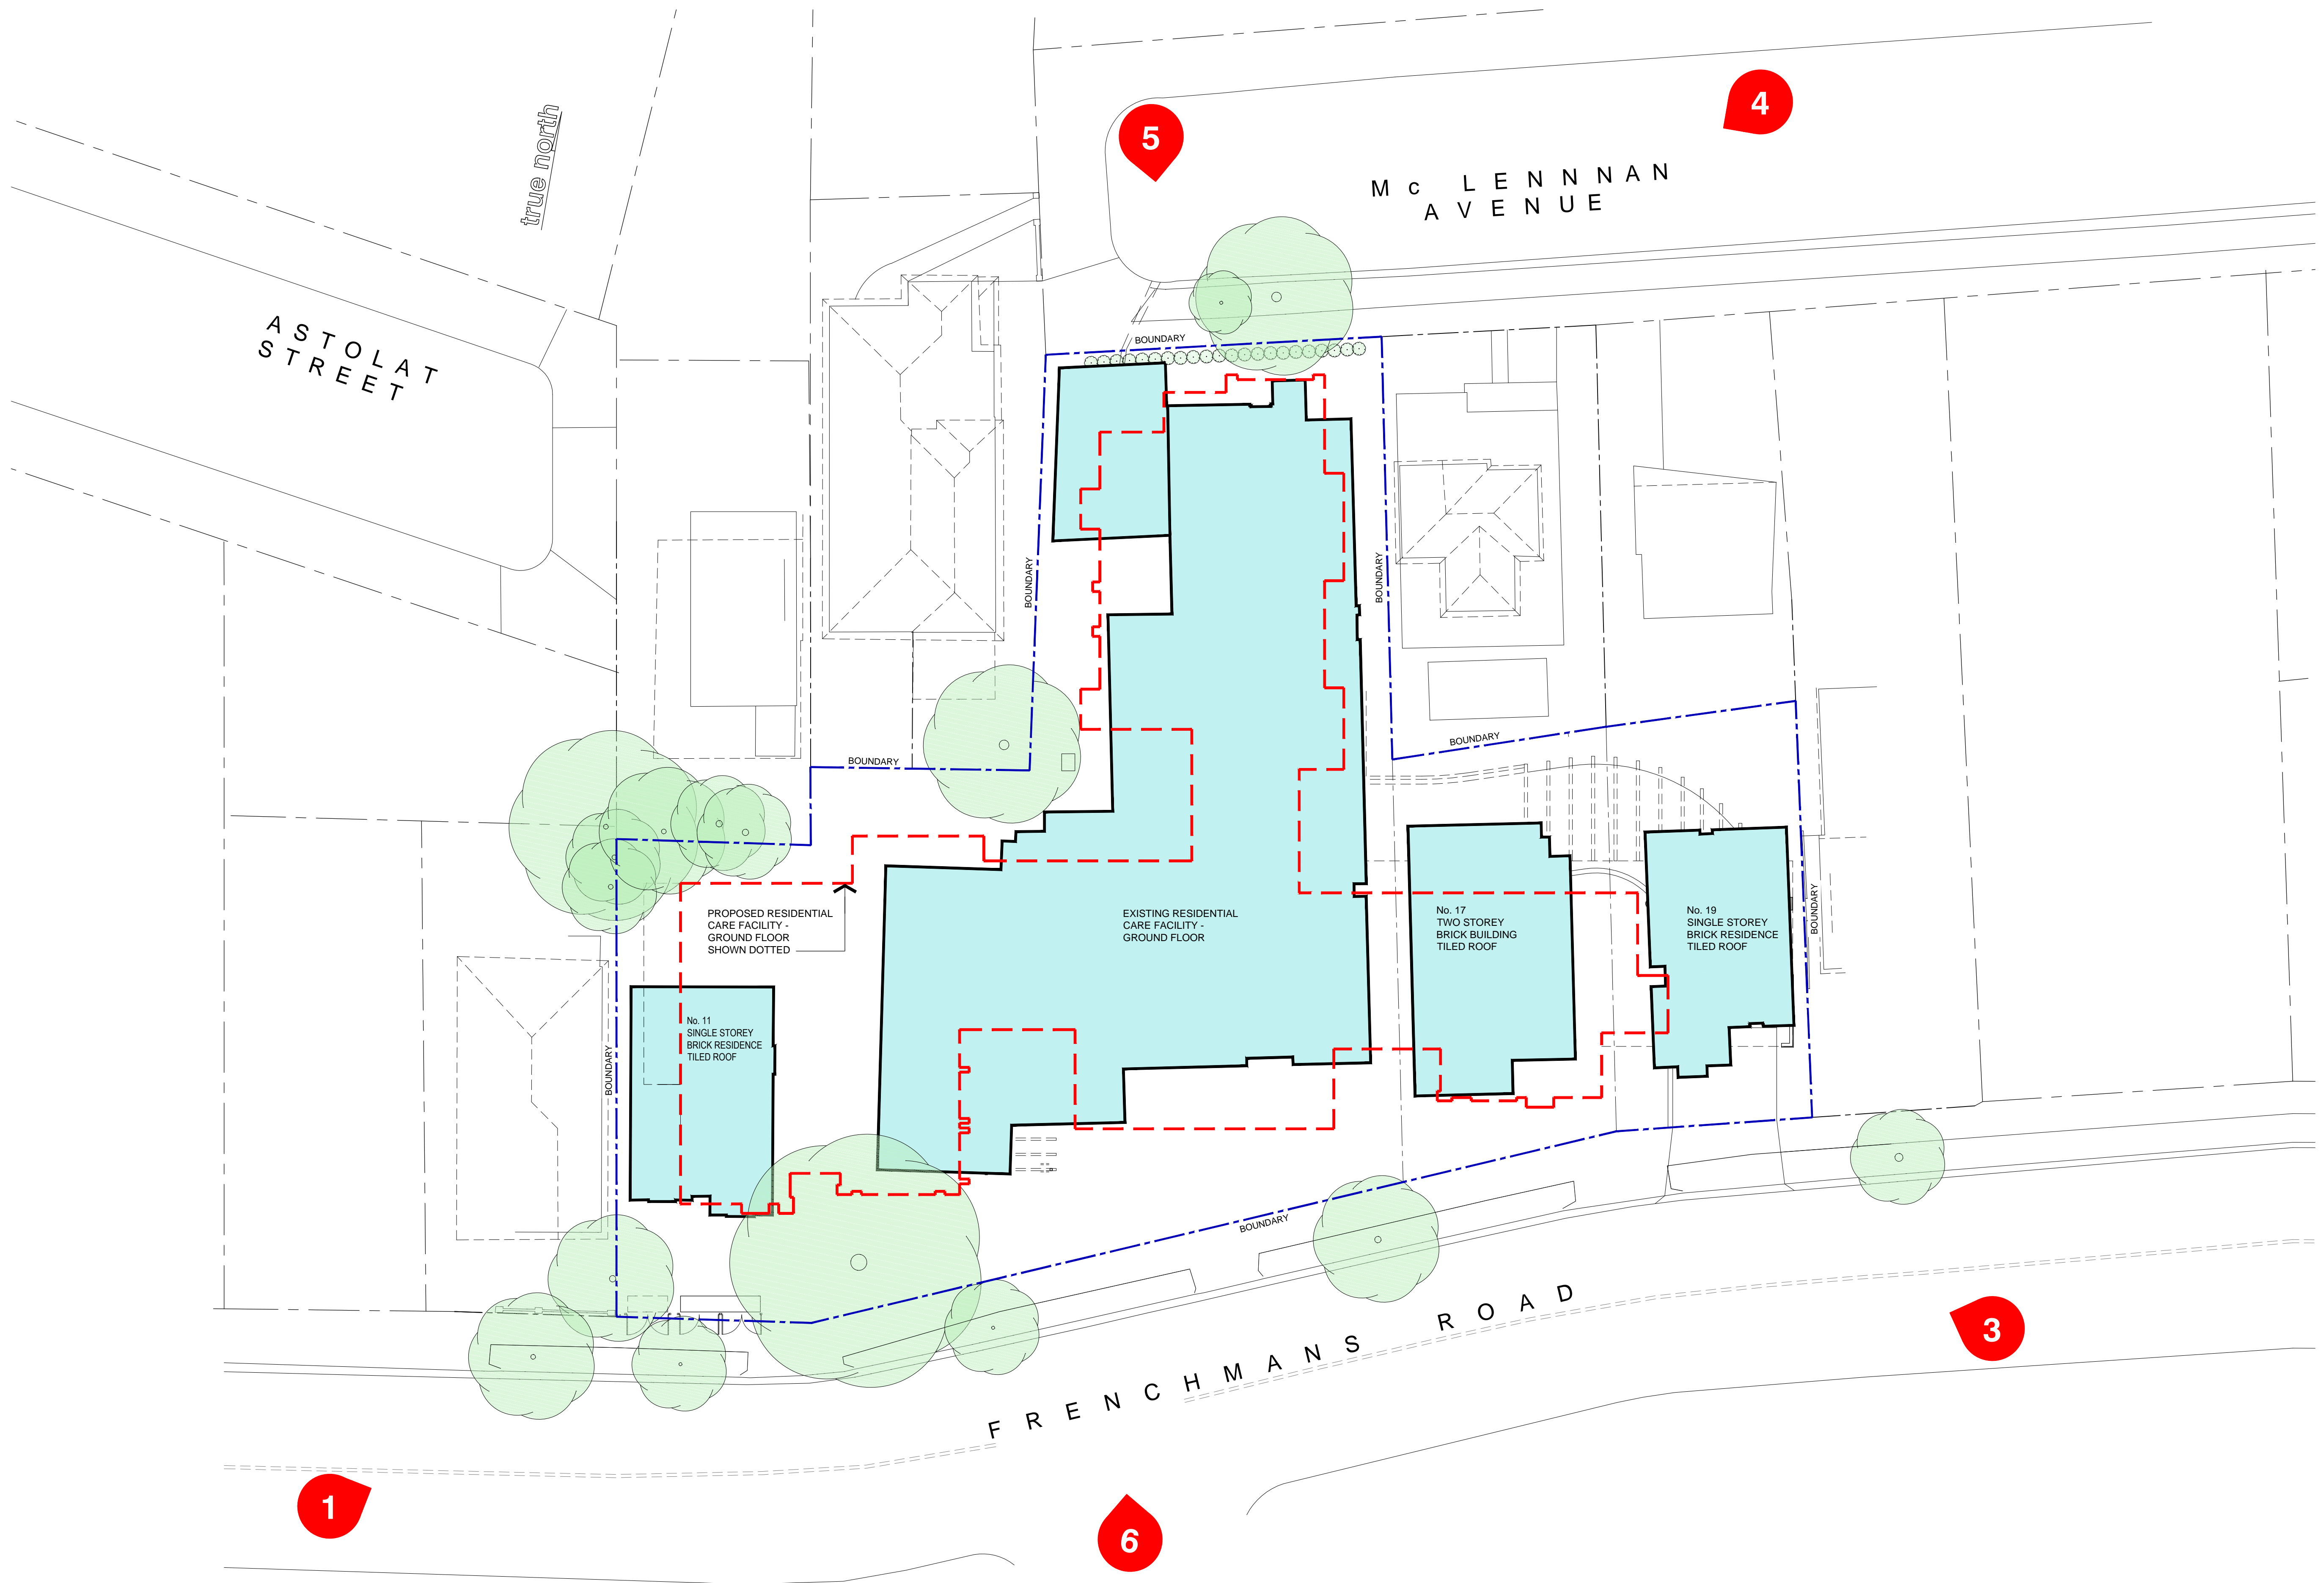 4
5
true north
Mc LENNNAN
AVENUE
ASTOLAT
STREET
BOUNDARY
BOUNDARY
BOUNDARY
BOUNDARY
BOUNDARY
PROPOSED RESIDENTIAL
CARE FACILITY -
GROUND FLOOR
SHOWN DOTTED
EXISTING RESIDENTIAL
CARE FACILITY -
GROUND FLOOR
No. 17
TWO STOREY
BRICK BUILDING
TILED ROOF
No. 19
SINGLE STOREY
BRICK RESIDENCE
TILED ROOF
BOUNDARY
No. 11
SINGLE STOREY
BRICK RESIDENCE
TILED ROOF
BOUNDARY
BOUNDARY
FRENCHMANS ROAD
3
1
6